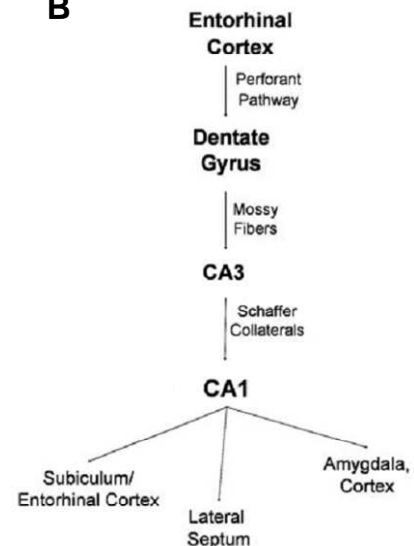 B
Entorhinal
Cortex
Perforant
Pathway
Dentate
Gyrus
Mossy
Fibers
CA3
Schaffer
Collaterals
CA1
Subiculum/
Entorhinal Cortex
Lateral
Septum
Amygdala,
Cortex